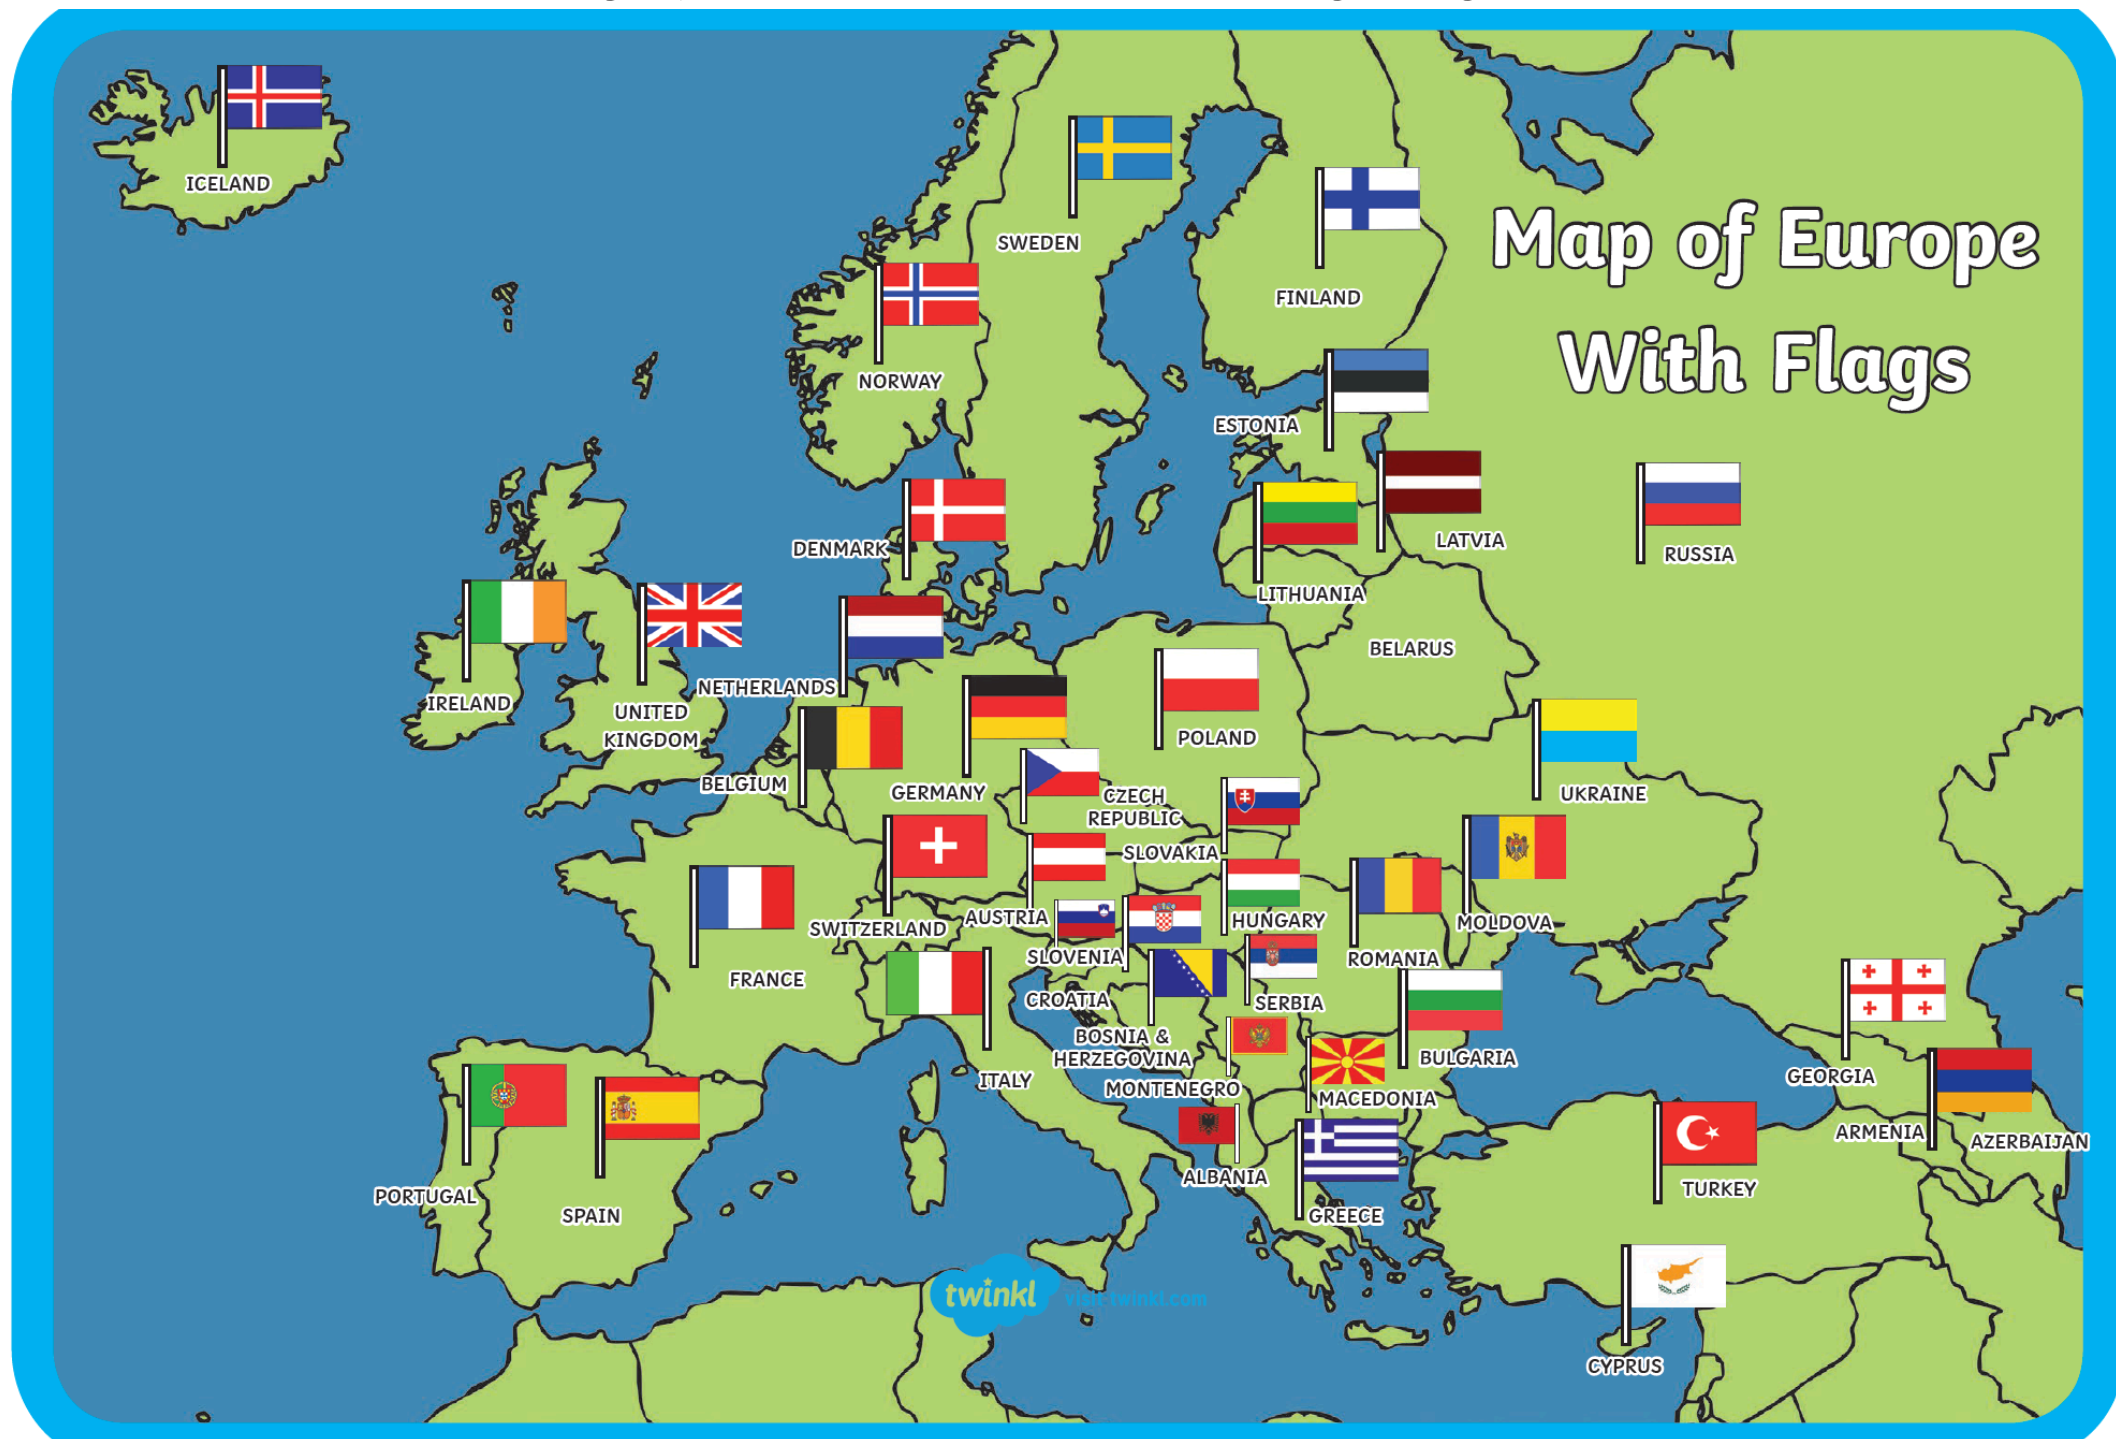 ICELAND
SWEDEN
Map of Europe
With Flags
FINLAND
NORWAY
ESTONIA
LATVIA
DENMARK
RUSSIA
LITHUANIA
BELARUS
NETHERLANDS
IRELAND
UNITED
KINGDOM
POLAND
BELGIUM
GERMANY
UKRAINE
CZECH
REPUBLIC
SLOVAKIA
AUSTRIA
HUNGARY
MOLDOVA
SWITZERLAND
SLOVENIA
ROMANIA
FRANCE
CROATIA
SERBIA
BOSNIA &
HERZEGOVINA
BULGARIA
ITALY
MONTENEGRO
MACEDONIA
GEORGIA
ARMENIA
AZERBAIJAN
ALBANIA
TURKEY
PORTUGAL
SPAIN
GREECE
twinkl
CYPRUS